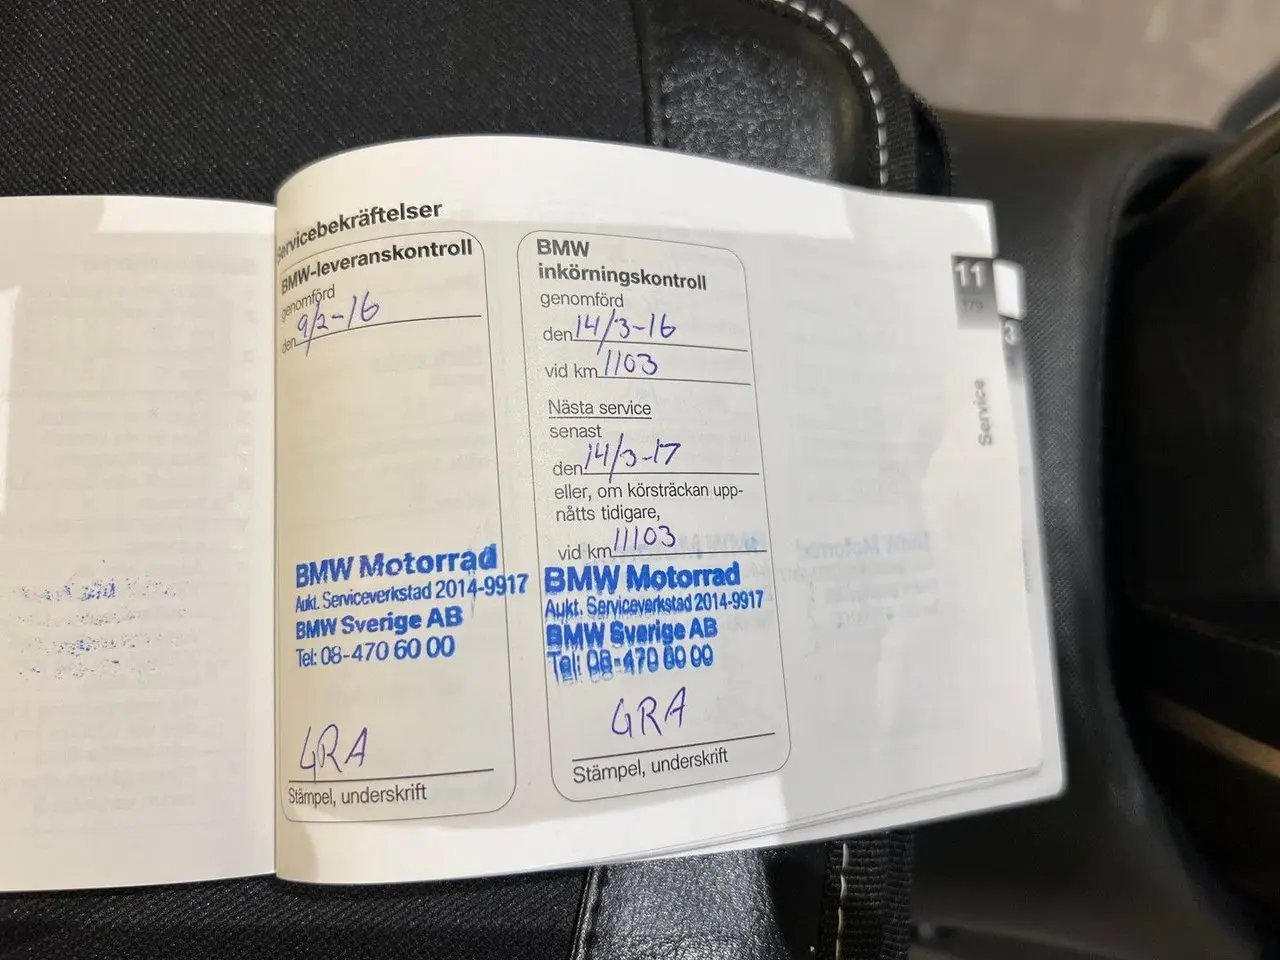 Servicebekräftelser
BMW-leveranskontroll
genomförd
den 9/2-16
BMW Motorrad
Aukt. Serviceverkstad 2014-9917
BMW Sverige AB
Tel: 08-470 60 00
GRA
Stämpel, underskrift
BMW
inkörningskontroll
genomförd
den 14/3-16
vid km 1103
Nästa service
senast
den 14/3-17
eller, om körsträckan upp-
nåtts tidigare,
vid km 11103
BMW Motorrad
Aukt. Serviceverkstad 2014-9917
BMW Sverige AB
Tel: 08-470 60 00
GRA
Stämpel, underskrift
11
179
Service